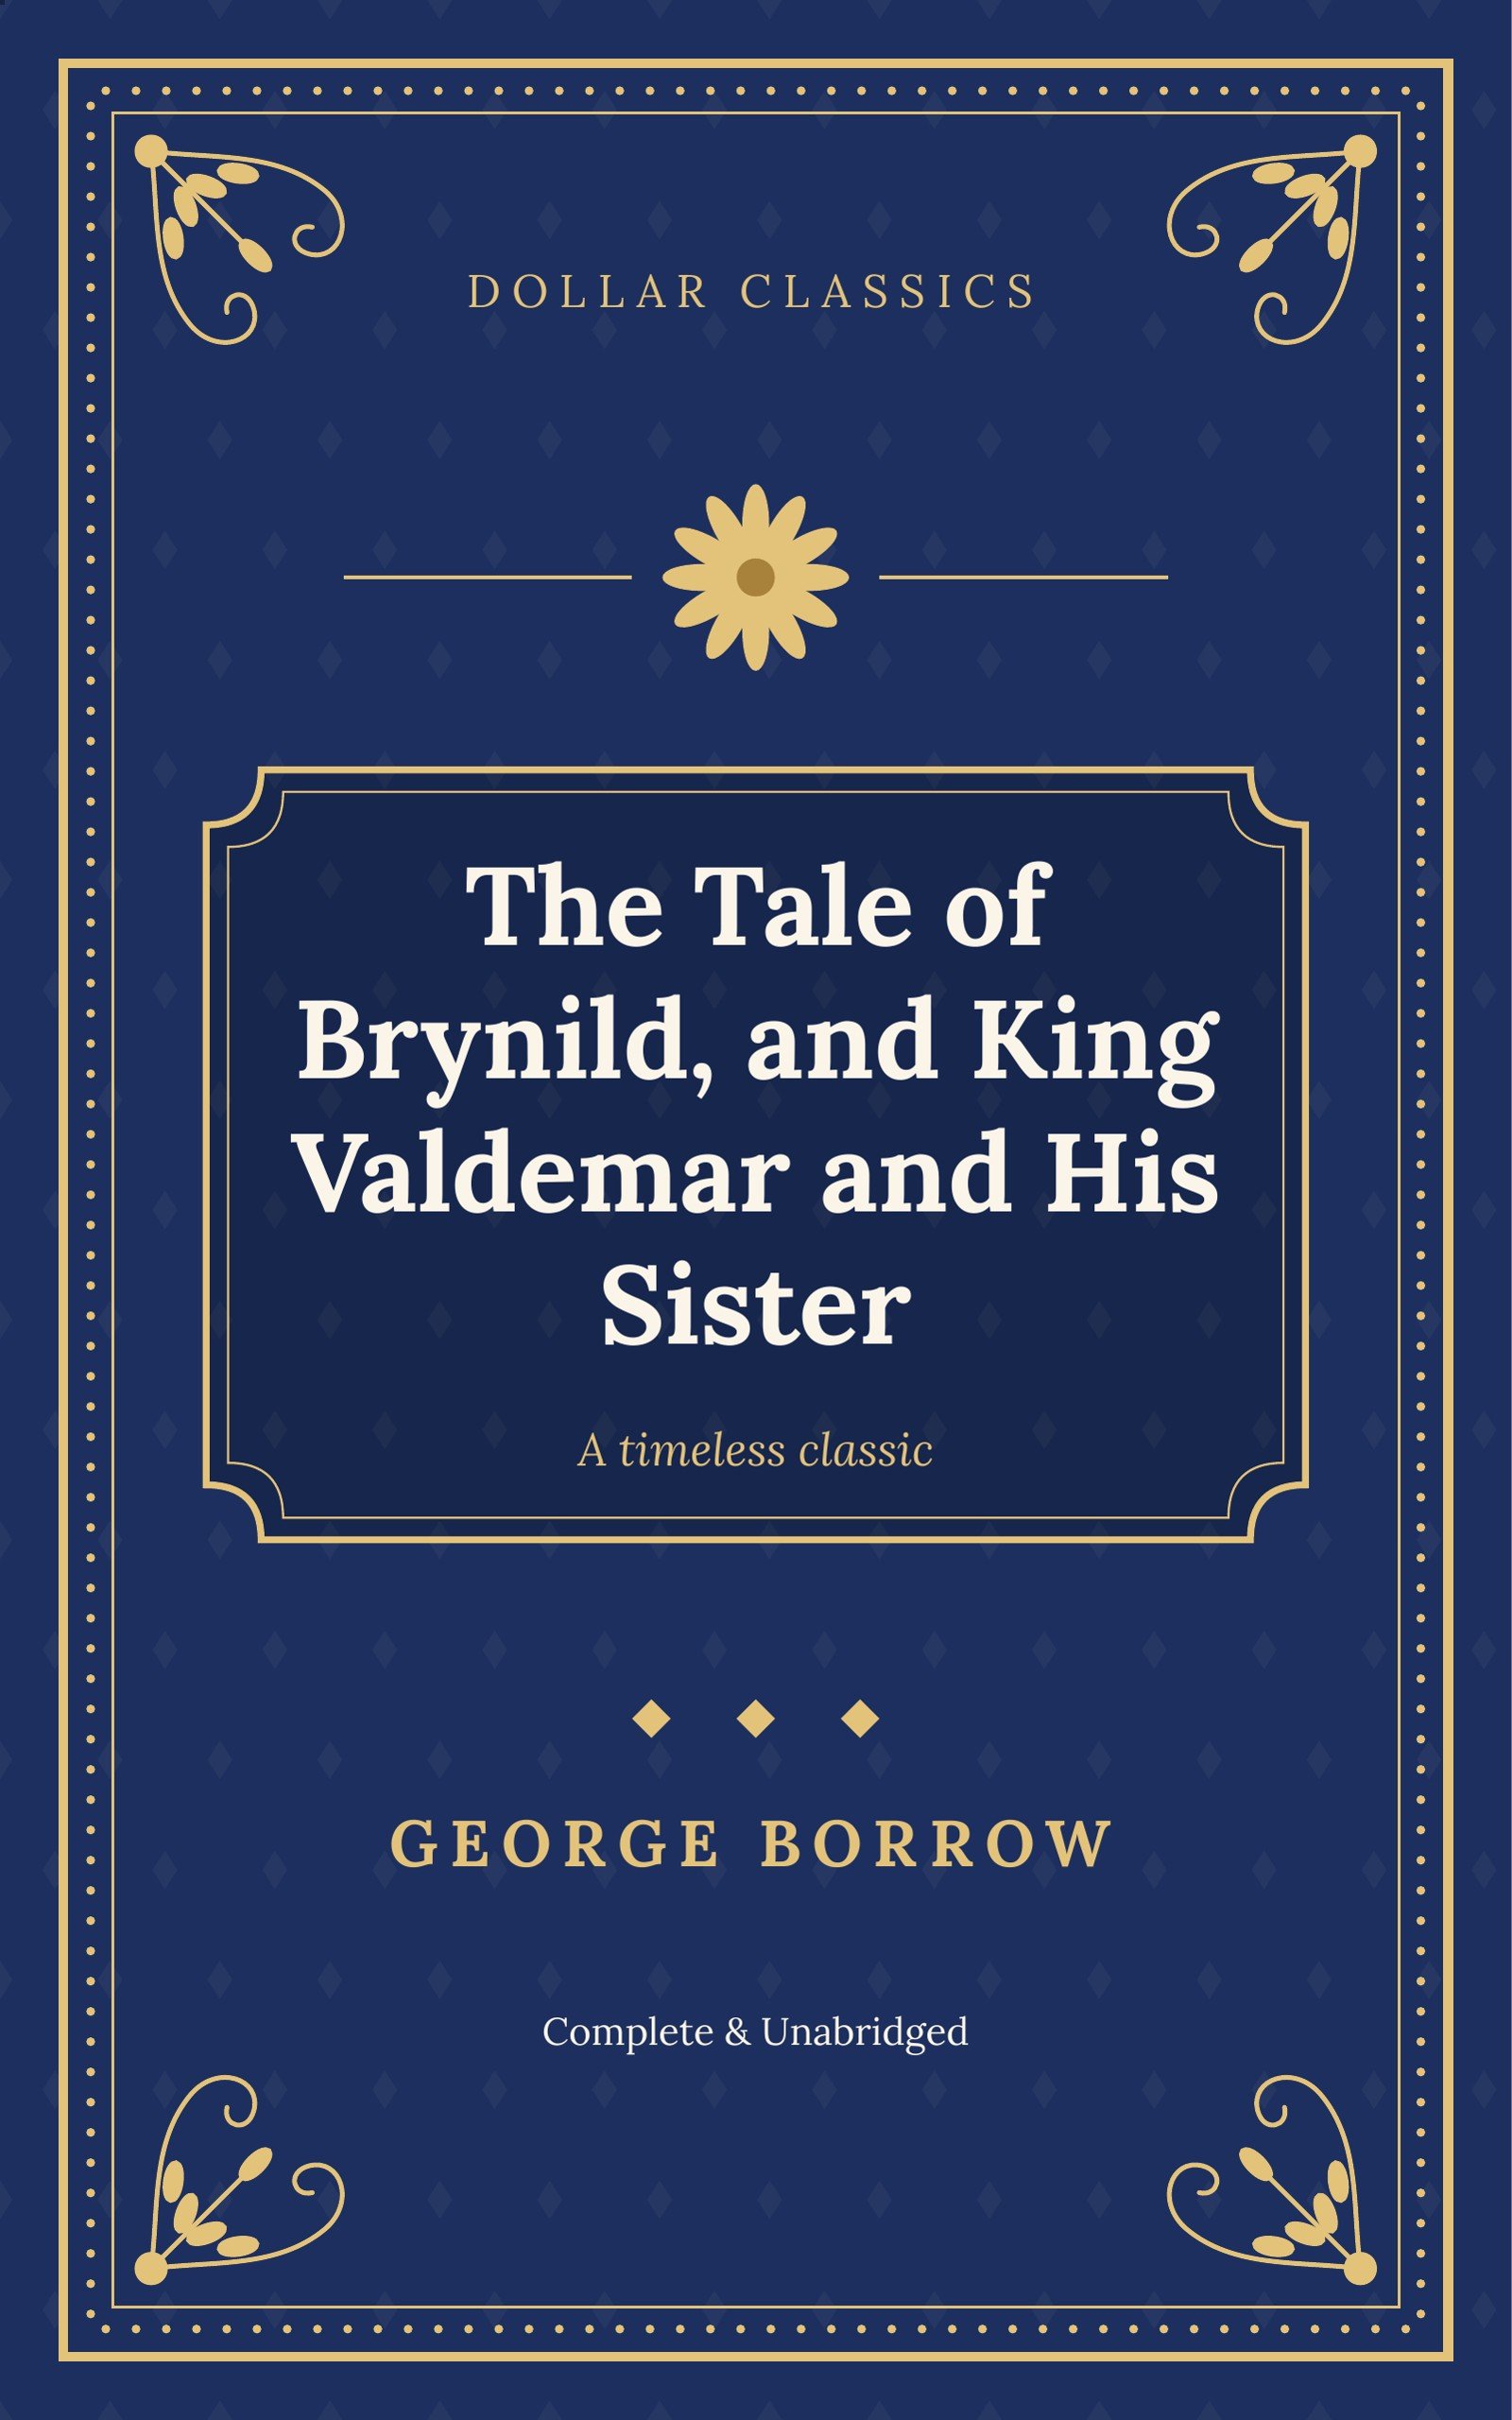 DOLLAR CLASSICS
The Tale of
Brynild, and King
Valdemar and His
Sister
A timeless classic
GEORGE BORROW
Complete & Unabridged